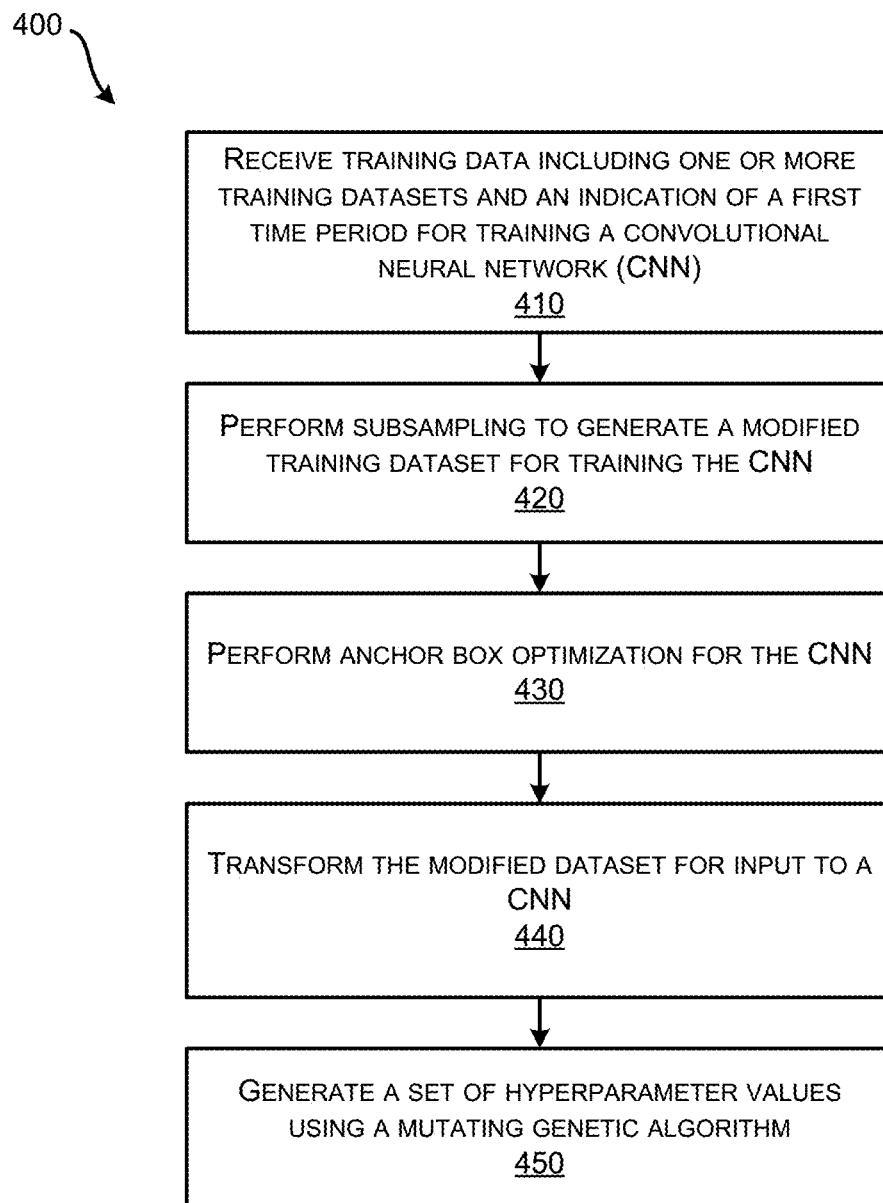 400
RECEIVE TRAINING DATA INCLUDING ONE OR MORE
TRAINING DATASETS AND AN INDICATION OF A FIRST
TIME PERIOD FOR TRAINING A CONVOLUTIONAL
NEURAL NETWORK (CNN)
410
PERFORM SUBSAMPLING TO GENERATE A MODIFIED
TRAINING DATASET FOR TRAINING THE CNN
420
PERFORM ANCHOR BOX OPTIMIZATION FOR THE CNN
430
TRANSFORM THE MODIFIED DATASET FOR INPUT TO A
CNN
440
GENERATE A SET OF HYPERPARAMETER VALUES
USING A MUTATING GENETIC ALGORITHM
450